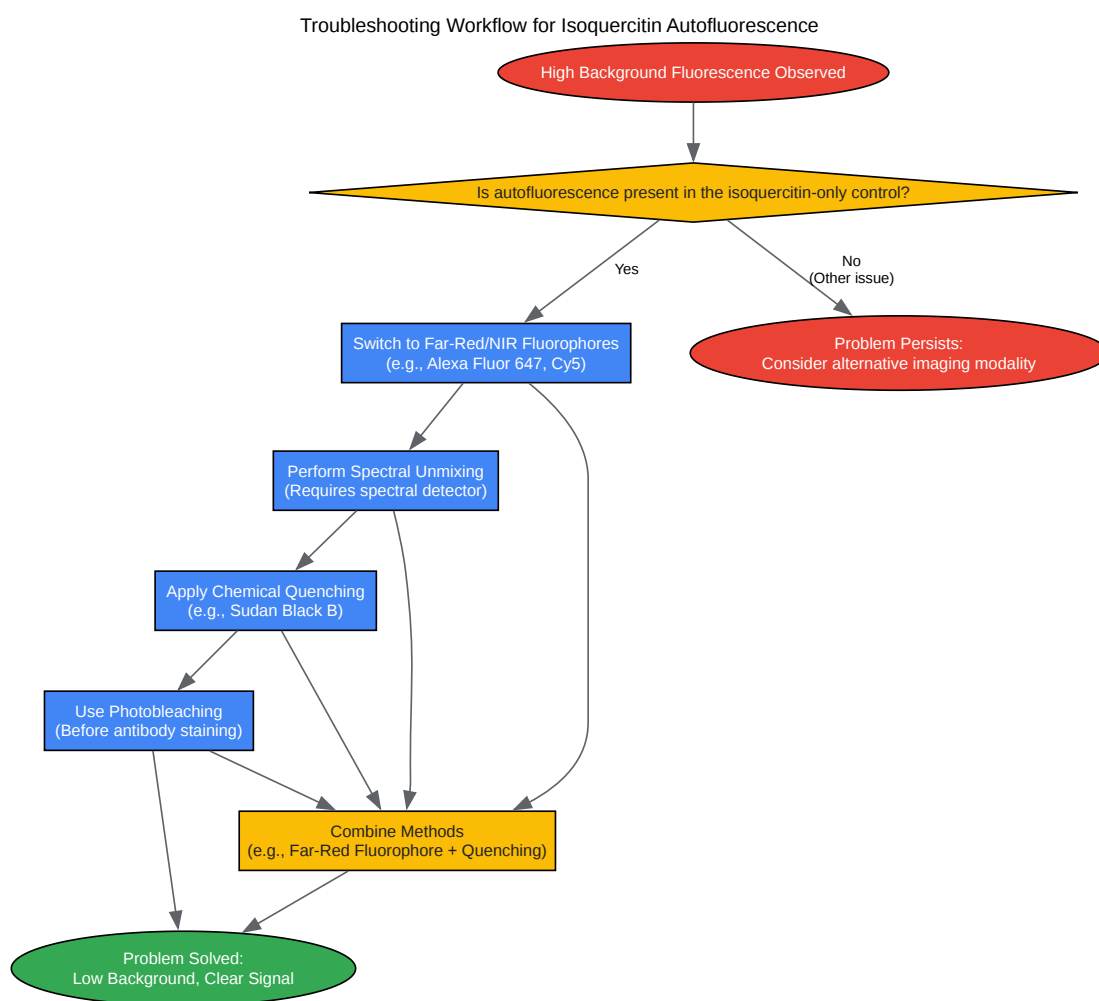 Troubleshooting Workflow for Isoquercitin Autofluorescence
High Background Fluorescence Observed
Is autofluorescence present in the isoquercitin-only control?
Yes
No
(Other issue)
Switch to Far-Red/NIR Fluorophores
(e.g., Alexa Fluor 647, Cy5)
Problem Persists:
Consider alternative imaging modality
Perform Spectral Unmixing
(Requires spectral detector)
Apply Chemical Quenching
(e.g., Sudan Black B)
Use Photobleaching
(Before antibody staining)
Combine Methods
(e.g., Far-Red Fluorophore + Quenching)
Problem Solved:
Low Background, Clear Signal